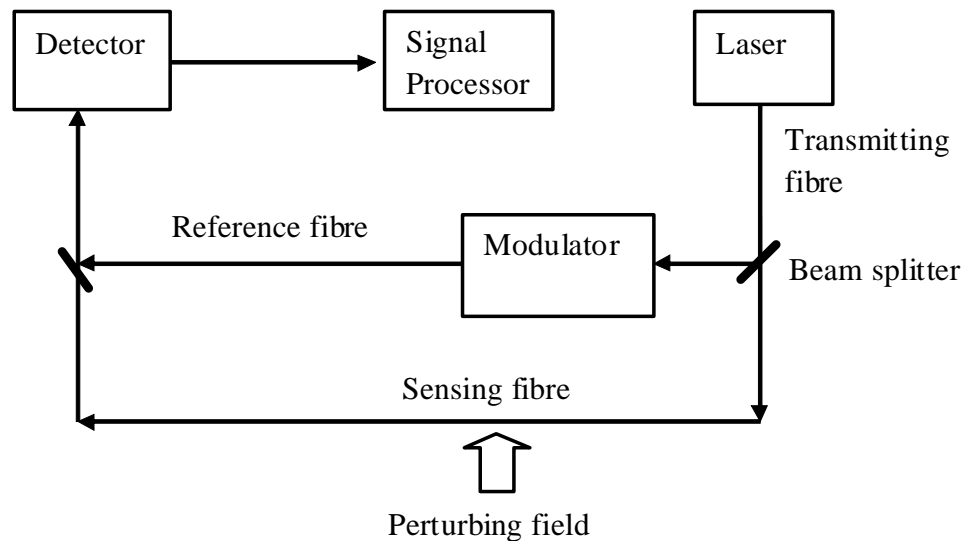 Detector
Signal
Processor
Laser
Transmitting
fibre
Reference fibre
Modulator
Beam splitter
Sensing fibre
Perturbing field